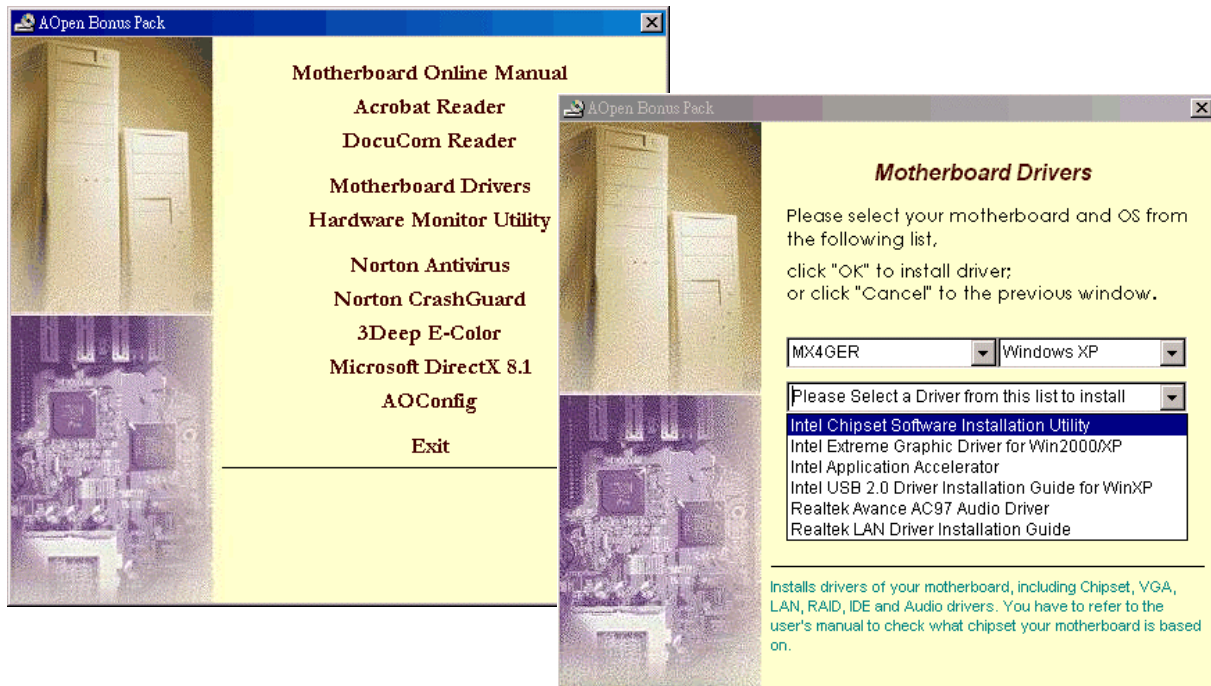 AOpen Bonus Pack
Motherboard Online Manual
Acrobat Reader
DocuCom Reader
Motherboard Drivers
Hardware Monitor Utility
Norton Antivirus
Norton CrashGuard
3Deep E-Color
Microsoft DirectX 8.1
AOConfig
Exit
AOpen Bonus Pack
Motherboard Drivers
Please select your motherboard and OS from
the following list,
click "OK" to install driver;
or click "Cancel" to the previous window.
MX4GER Windows XP
Please Select a Driver from this list to install
Intel Chipset Software Installation Utility
Intel Extreme Graphic Driver for Win2000/XP
Intel Application Accelerator
Intel USB 2.0 Driver Installation Guide for WinXP
Realtek Avance AC97 Audio Driver
Realtek LAN Driver Installation Guide
Installs drivers of your motherboard, including Chipset, VGA,
LAN, RAID, IDE and Audio drivers. You have to refer to the
user's manual to check what chipset your motherboard is based
on.